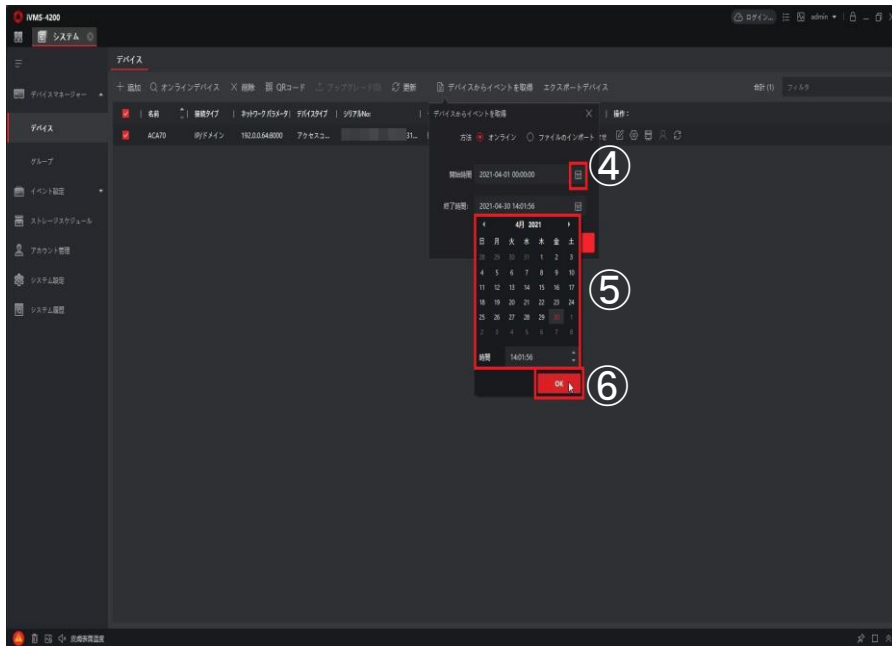 iVMS-4200
ログイン...
admin
システム
デバイス
+ 追加 オンラインデバイス × 削除 QRコード 更新 デバイスからイベントを取得 エクスポートデバイス 合計 (1) フィルタ
デバイスマネージャー
デバイス
グループ
イベント設定
ストレージスケジュール
アカウント管理
システム設定
システム履歴
名前 | 接続タイプ | ネットワークパラメータ | デバイスタイプ | シリアルNo: | 操作:
ACA70 IP/ドメイン 192.0.0.64:8000 アクセスコ... 31...
デバイスからイベントを取得 ×
方法 オンライン ファイルのインポート
開始時間 2021-04-01 00:00:00
④
終了時間: 2021-04-30 14:01:56
4月 2021
日 月 火 水 木 金 土
28 29 30 31 1 2 3
4 5 6 7 8 9 10
11 12 13 14 15 16 17
18 19 20 21 22 23 24
25 26 27 28 29 30 1
2 3 4 5 6 7 8
⑤
時間 14:01:56
OK
⑥
皮膚表面温度